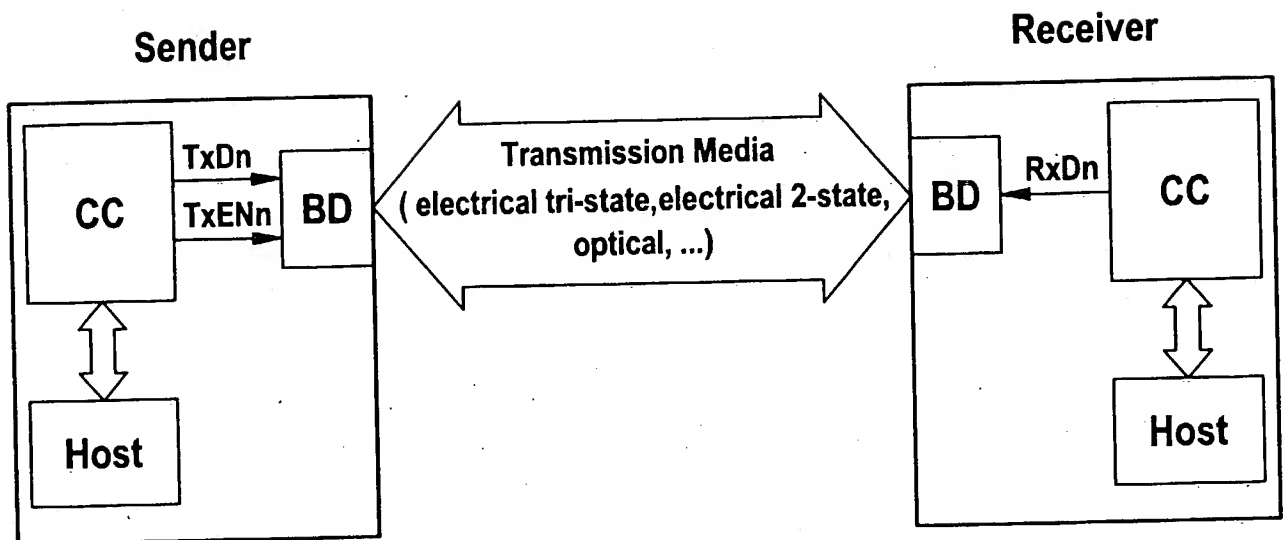 Sender
Receiver
CC
TxDn
TxENn
BD
Host
Transmission Media
( electrical tri-state,electrical 2-state,
optical, ...)
BD
RxDn
CC
Host